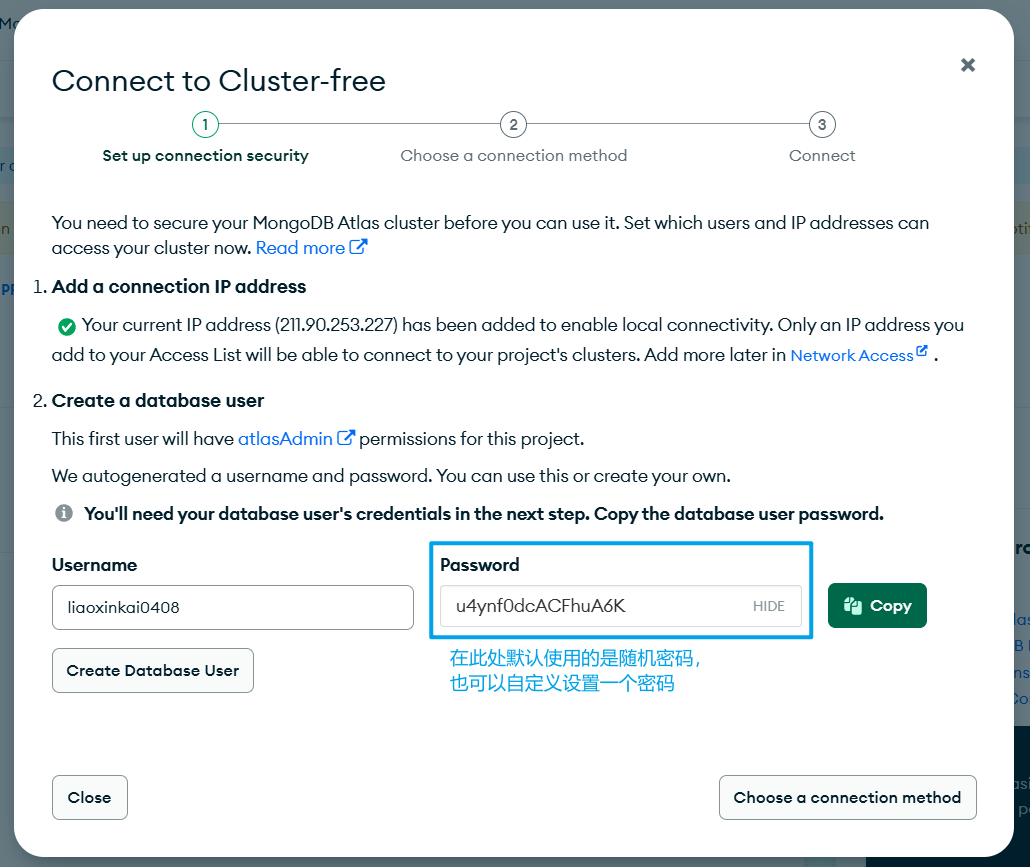 Connect to Cluster-free
1
2
3
Set up connection security
Choose a connection method
Connect
You need to secure your MongoDB Atlas cluster before you can use it. Set which users and IP addresses can
access your cluster now. Read more
1. Add a connection IP address
Your current IP address (211.90.253.227) has been added to enable local connectivity. Only an IP address you
add to your Access List will be able to connect to your project's clusters. Add more later in Network Access .
2. Create a database user
This first user will have atlasAdmin permissions for this project.
We autogenerated a username and password. You can use this or create your own.
You'll need your database user's credentials in the next step. Copy the database user password.
Username
Password
liaoxinkai0408
u4ynf0dcACFhuA6K
HIDE
Copy
在此处默认使用的是随机密码，
也可以自定义设置一个密码
Create Database User
Close
Choose a connection method